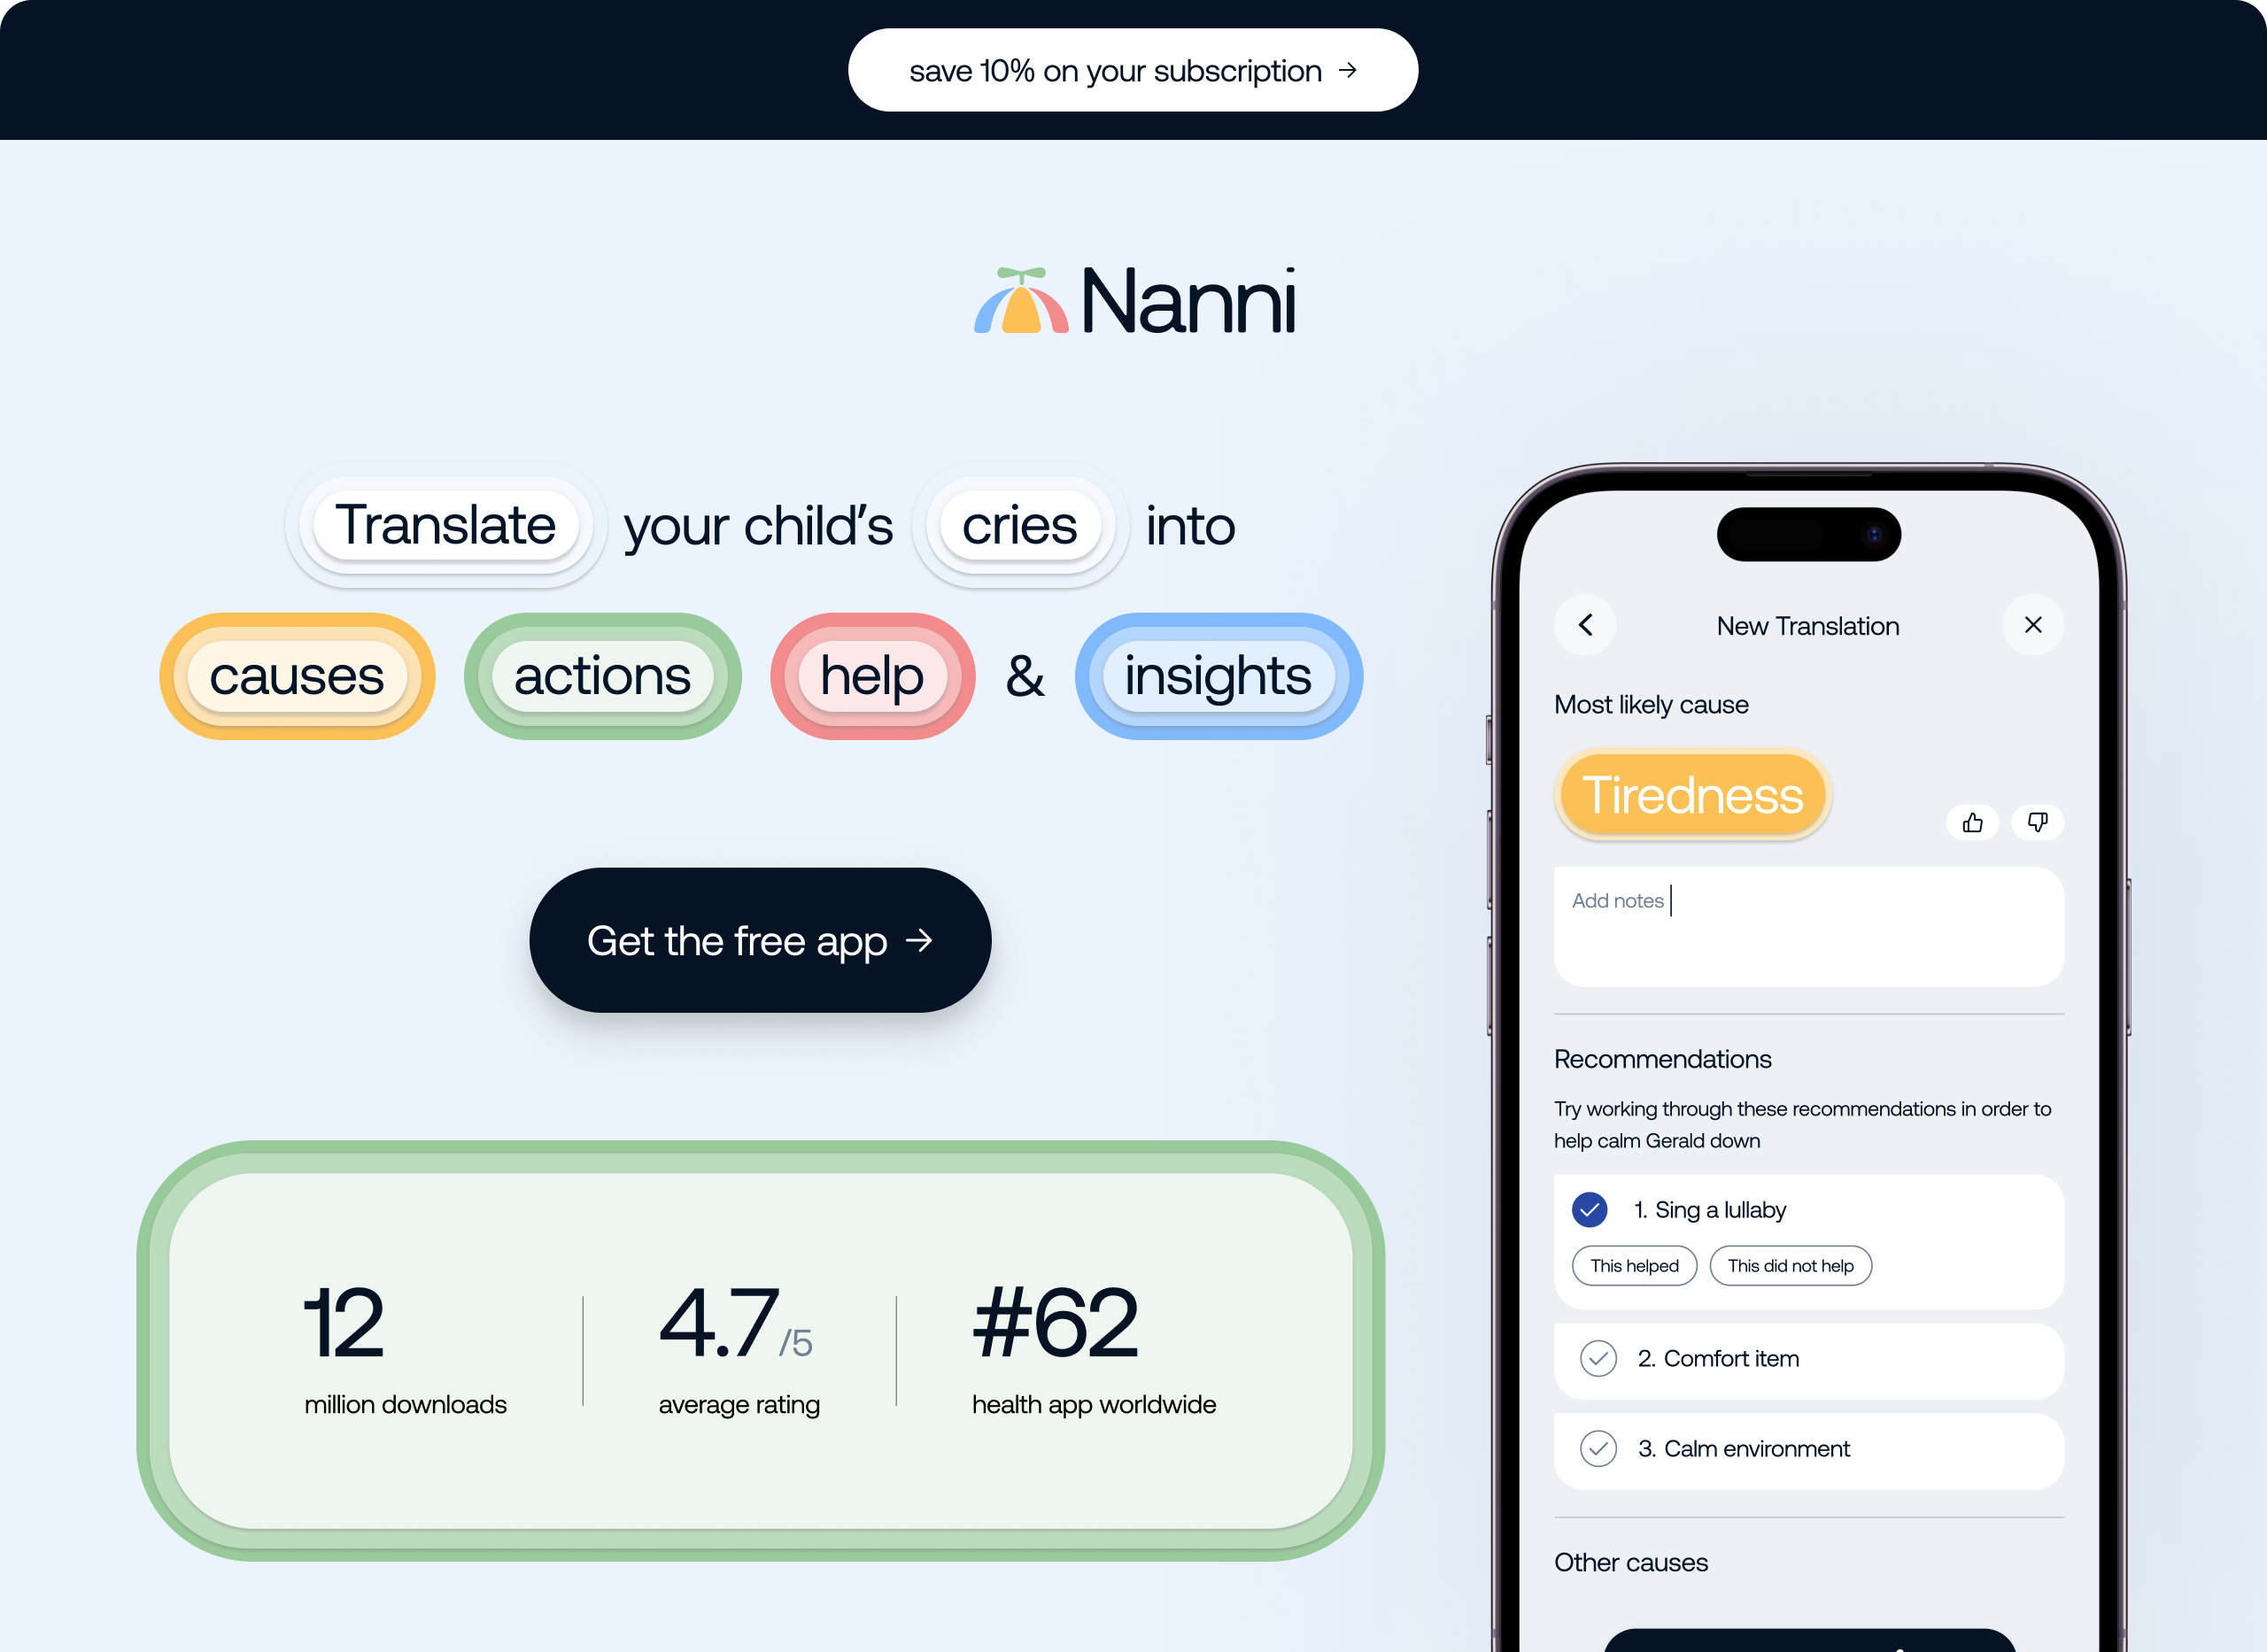 save 10% on your subscription →
Nanni
Translate your child's cries into
causes actions help & insights
Get the free app →
12
million downloads
4.7/5
average rating
#62
health app worldwide
New Translation
Most likely cause
Tiredness
Add notes
Recommendations
Try working through these recommendations in order to
help calm Gerald down
1. Sing a lullaby
This helped This did not help
2. Comfort item
3. Calm environment
Other causes